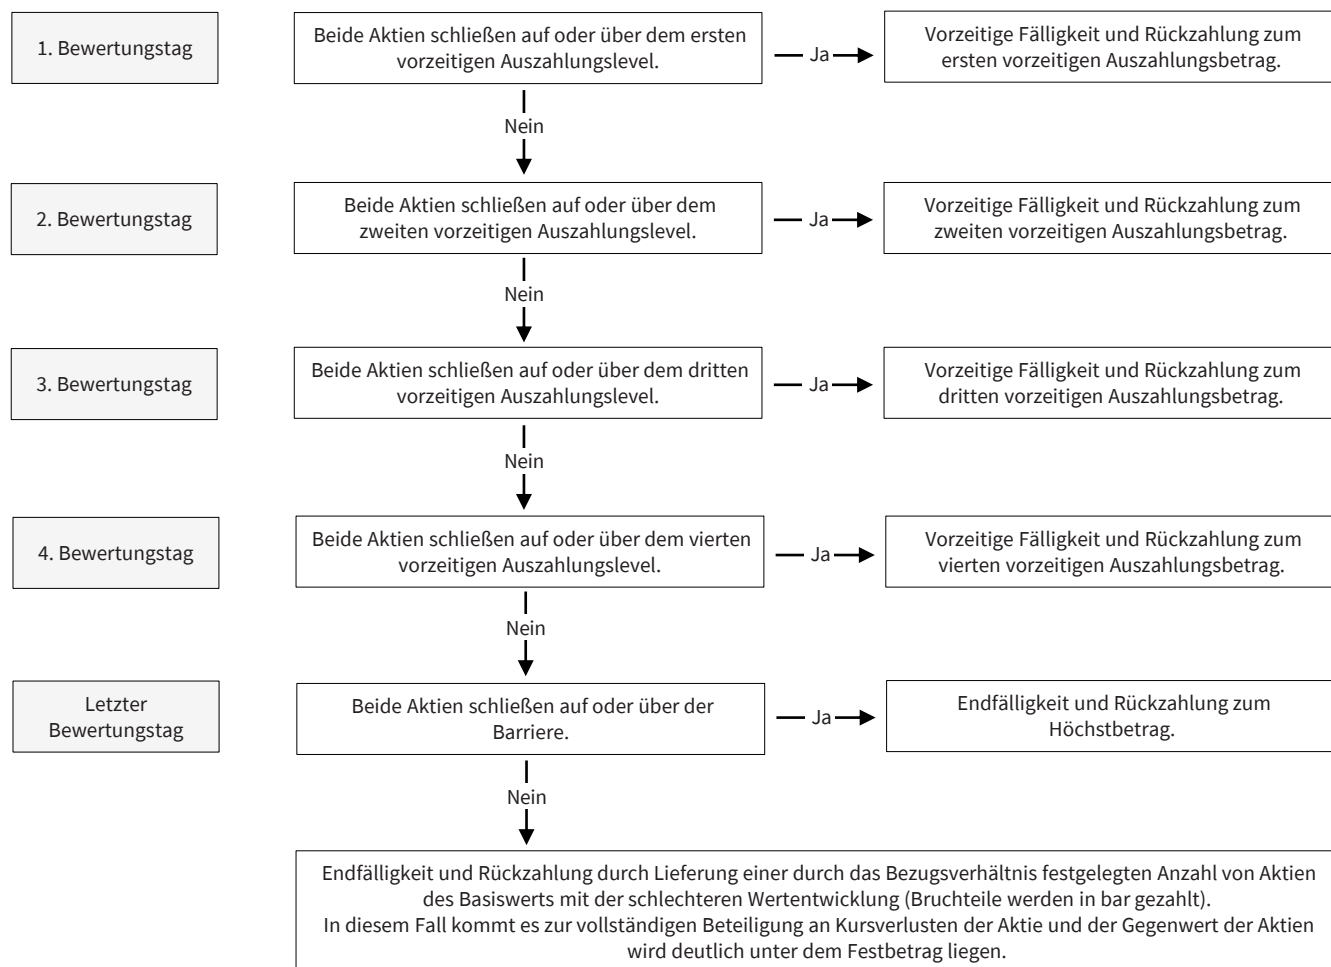 1. Bewertungstag
Beide Aktien schließen auf oder über dem ersten
vorzeitigen Auszahlungslevel.
Ja
Vorzeitige Fälligkeit und Rückzahlung zum
ersten vorzeitigen Auszahlungsbetrag.
Nein
2. Bewertungstag
Beide Aktien schließen auf oder über dem
zweiten vorzeitigen Auszahlungslevel.
Ja
Vorzeitige Fälligkeit und Rückzahlung zum
zweiten vorzeitigen Auszahlungsbetrag.
Nein
3. Bewertungstag
Beide Aktien schließen auf oder über dem dritten
vorzeitigen Auszahlungslevel.
Ja
Vorzeitige Fälligkeit und Rückzahlung zum
dritten vorzeitigen Auszahlungsbetrag.
Nein
4. Bewertungstag
Beide Aktien schließen auf oder über dem vierten
vorzeitigen Auszahlungslevel.
Ja
Vorzeitige Fälligkeit und Rückzahlung zum
vierten vorzeitigen Auszahlungsbetrag.
Nein
Letzter
Bewertungstag
Beide Aktien schließen auf oder über der
Barriere.
Ja
Endfälligkeit und Rückzahlung zum
Höchstbetrag.
Nein
Endfälligkeit und Rückzahlung durch Lieferung einer durch das Bezugsverhältnis festgelegten Anzahl von Aktien
des Basiswerts mit der schlechteren Wertentwicklung (Bruchteile werden in bar gezahlt).
In diesem Fall kommt es zur vollständigen Beteiligung an Kursverlusten der Aktie und der Gegenwert der Aktien
wird deutlich unter dem Festbetrag liegen.